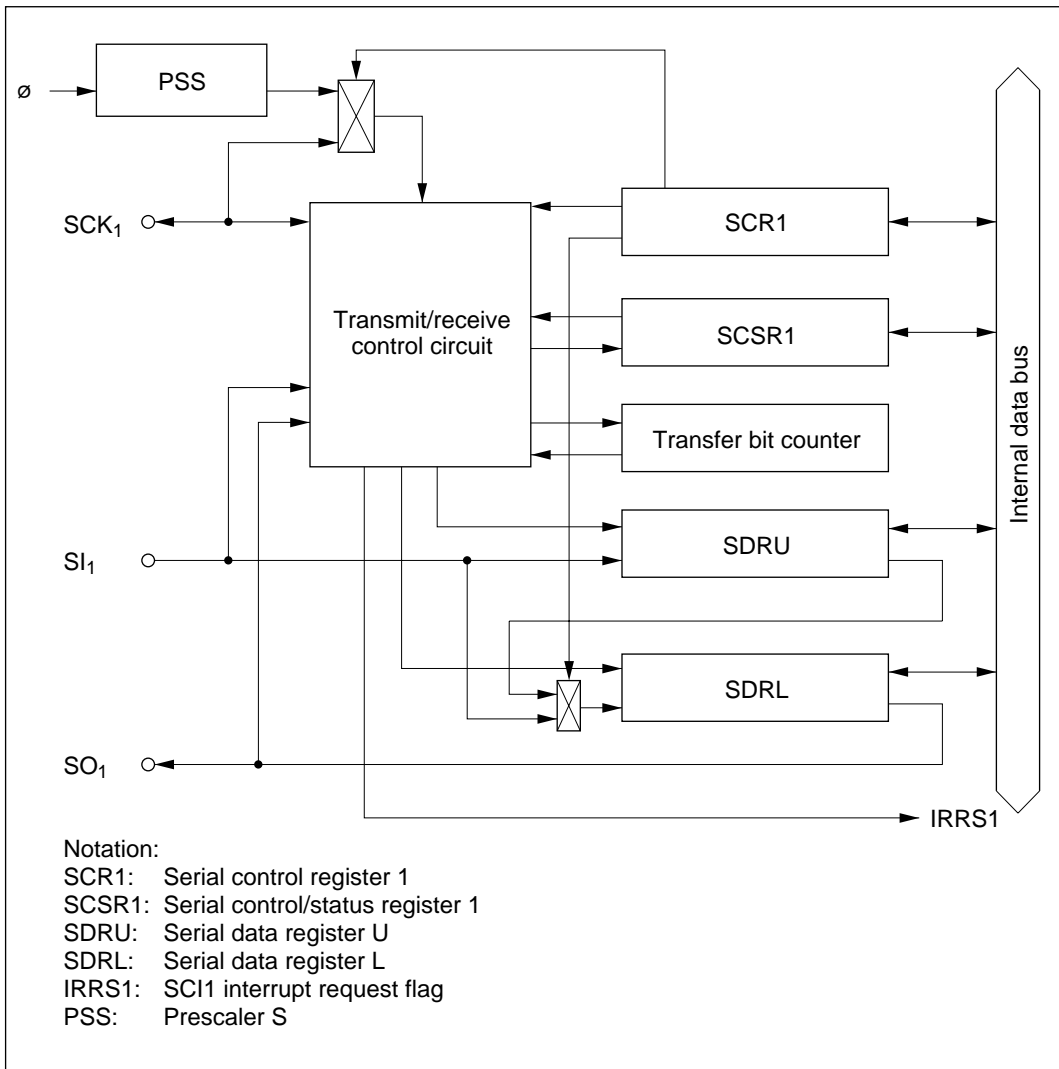 ø
PSS
SCK₁
SCR1
Transmit/receive
control circuit
SCSR1
Transfer bit counter
SI₁
SDRU
SDRL
SO₁
Internal data bus
IRRS1
Notation:
SCR1: Serial control register 1
SCSR1: Serial control/status register 1
SDRU: Serial data register U
SDRL: Serial data register L
IRRS1: SCI1 interrupt request flag
PSS: Prescaler S